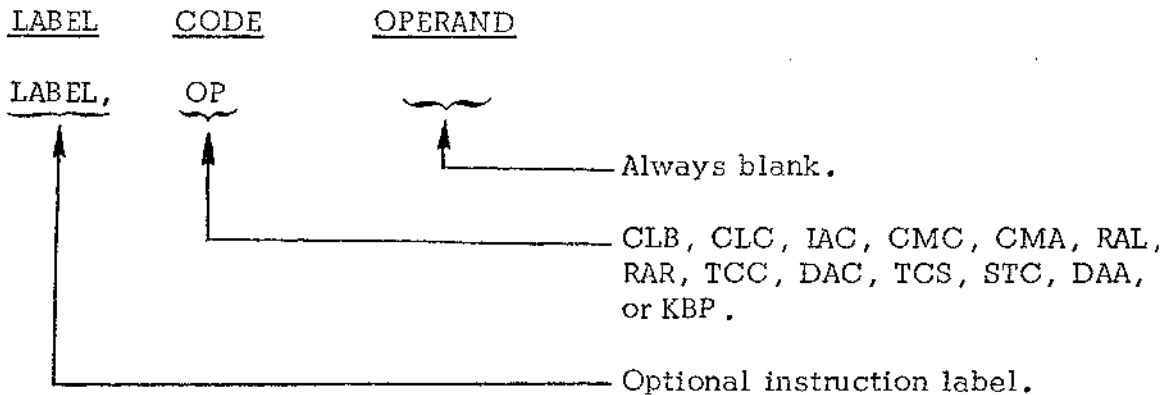 LABEL CODE OPERAND
LABEL, OP
Always blank.
CLB, CLC, IAC, CMC, CMA, RAL,
RAR, TCC, DAC, TCS, STC, DAA,
or KBP.
Optional instruction label.